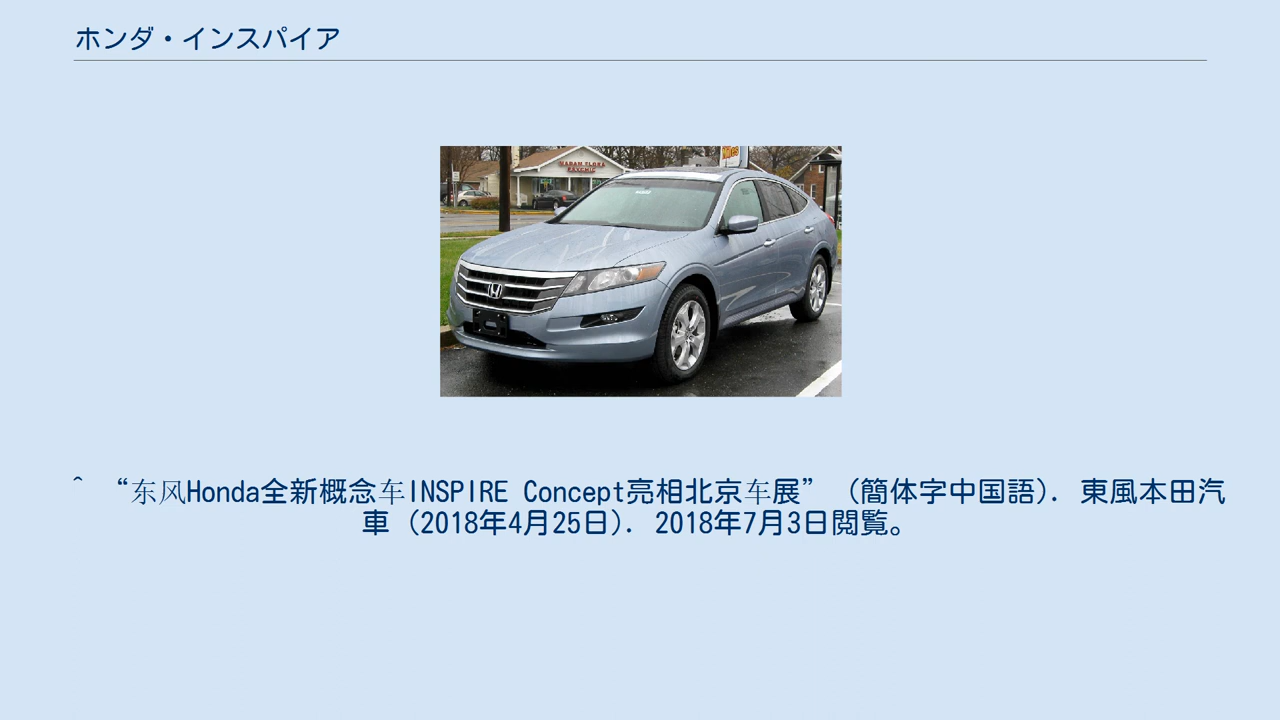 ホンダ・インスパイア
MADAM FLORA
PSYCHIC
^ “东风Honda全新概念车INSPIRE Concept亮相北京车展” (簡体字中国語). 東風本田汽
車 (2018年4月25日). 2018年7月3日閲覧。